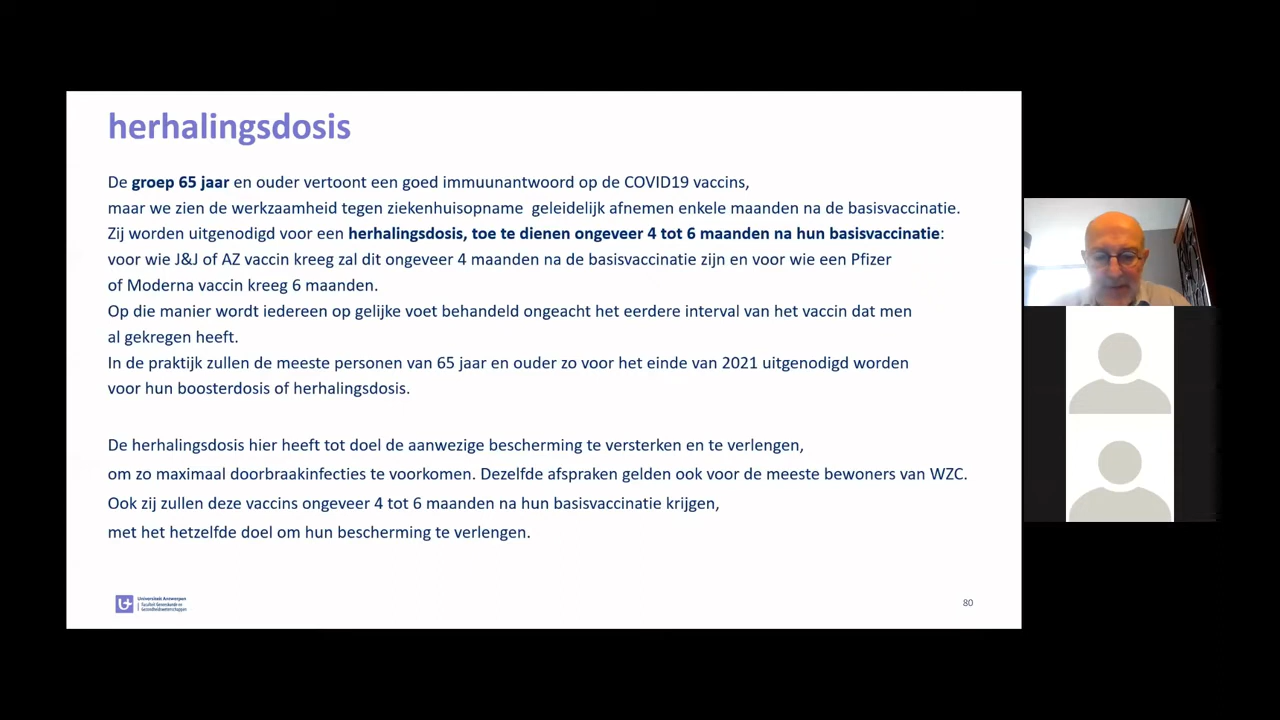 herhalingsdosis
De groep 65 jaar en ouder vertoont een goed immuunantwoord op de COVID19 vaccins,
maar we zien de werkzaamheid tegen ziekenhuisopname geleidelijk afnemen enkele maanden na de basisvaccinatie.
Zij worden uitgenodigd voor een herhalingsdosis, toe te dienen ongeveer 4 tot 6 maanden na hun basisvaccinatie:
voor wie J&J of AZ vaccin kreeg zal dit ongeveer 4 maanden na de basisvaccinatie zijn en voor wie een Pfizer
of Moderna vaccin kreeg 6 maanden.
Op die manier wordt iedereen op gelijke voet behandeld ongeacht het eerdere interval van het vaccin dat men
al gekregen heeft.
In de praktijk zullen de meeste personen van 65 jaar en ouder zo voor het einde van 2021 uitgenodigd worden
voor hun boosterdosis of herhalingsdosis.
De herhalingsdosis hier heeft tot doel de aanwezige bescherming te versterken en te verlengen,
om zo maximaal doorbraakinfecties te voorkomen. Dezelfde afspraken gelden ook voor de meeste bewoners van WZC.
Ook zij zullen deze vaccins ongeveer 4 tot 6 maanden na hun basisvaccinatie krijgen,
met het hetzelfde doel om hun bescherming te verlengen.
Universiteit Antwerpen
Faculteit Geneeskunde en
Gezondheidswetenschappen
80